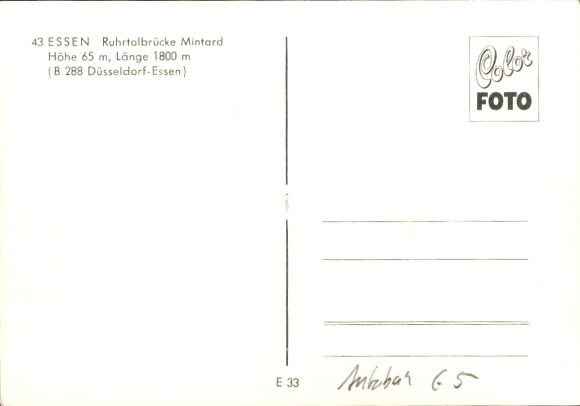 43 ESSEN Ruhrtalbrücke Mintard
Höhe 65 m, Länge 1800 m
(B 288 Düsseldorf-Essen)
Color
FOTO
E 33